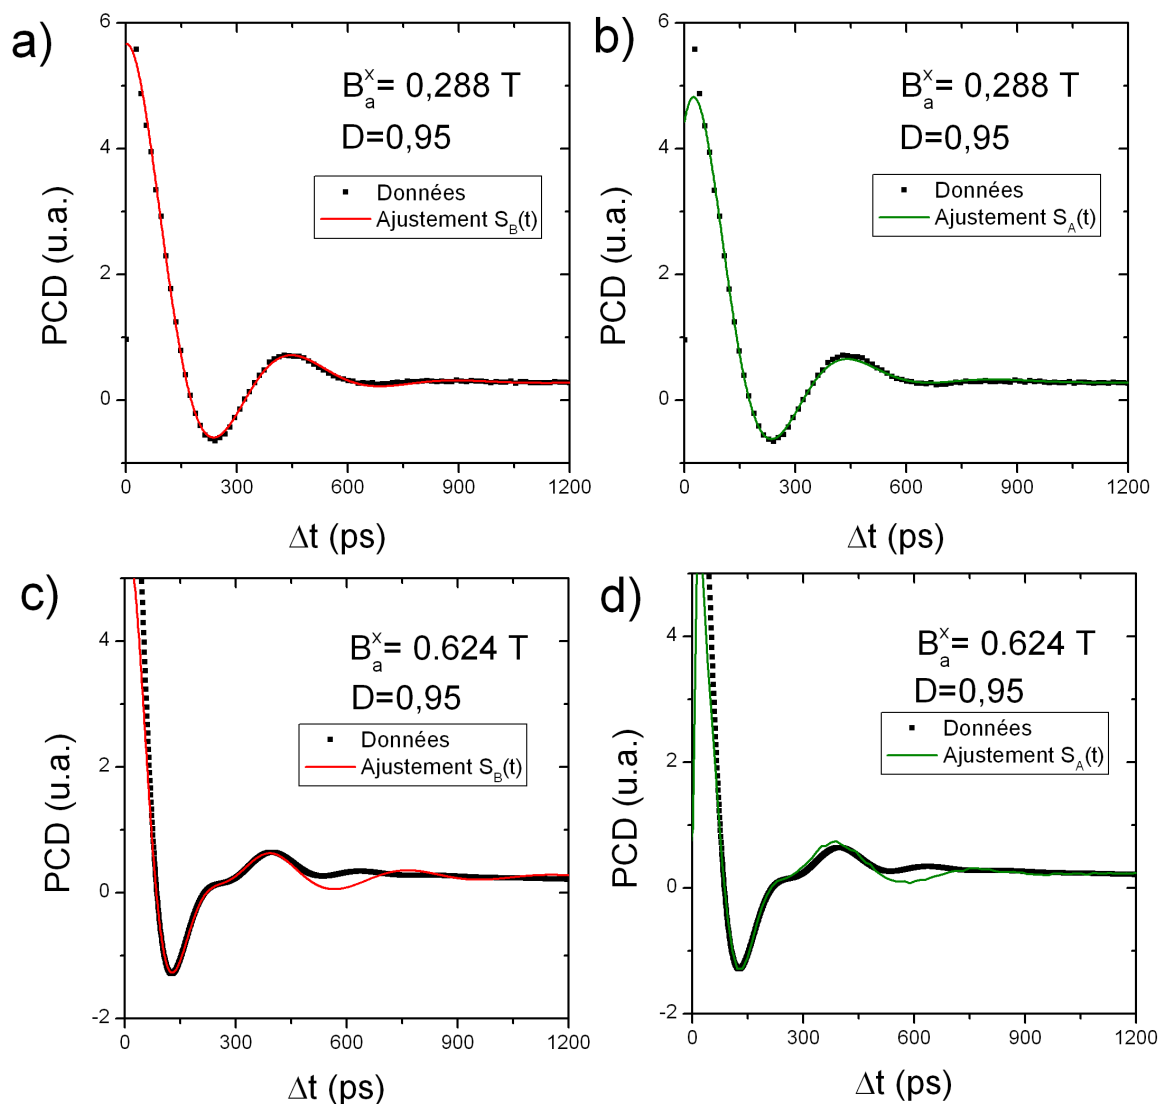 a)
6
4
2
0
PCD (u.a.)
B_a^x= 0,288 T
D=0,95
Données
Ajustement S_B(t)
0 300 600 900 1200
Δt (ps)
b)
6
4
2
0
PCD (u.a.)
B_a^x= 0,288 T
D=0,95
Données
Ajustement S_A(t)
0 300 600 900 1200
Δt (ps)
c)
4
2
0
-2
PCD (u.a.)
B_a^x= 0.624 T
D=0,95
Données
Ajustement S_B(t)
0 300 600 900 1200
Δt (ps)
d)
4
2
0
-2
PCD (u.a.)
B_a^x= 0.624 T
D=0,95
Données
Ajustement S_A(t)
0 300 600 900 1200
Δt (ps)